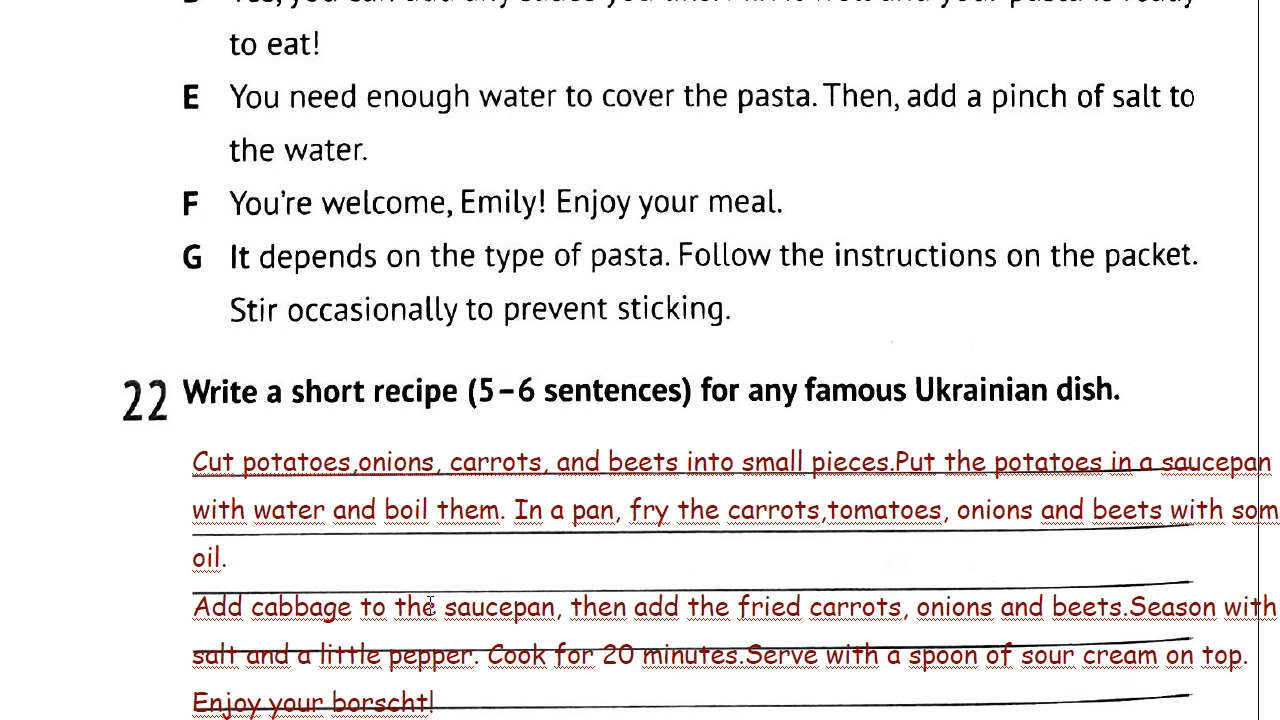 to eat!
E You need enough water to cover the pasta. Then, add a pinch of salt to
the water.
F You're welcome, Emily! Enjoy your meal.
G It depends on the type of pasta. Follow the instructions on the packet.
Stir occasionally to prevent sticking.
22 Write a short recipe (5–6 sentences) for any famous Ukrainian dish.
Cut potatoes,onions, carrots, and beets into small pieces.Put the potatoes in a saucepan
with water and boil them. In a pan, fry the carrots,tomatoes, onions and beets with som
oil.
Add cabbage to the saucepan, then add the fried carrots, onions and beets.Season with
salt and a little pepper. Cook for 20 minutes.Serve with a spoon of sour cream on top.
Enjoy your borscht!